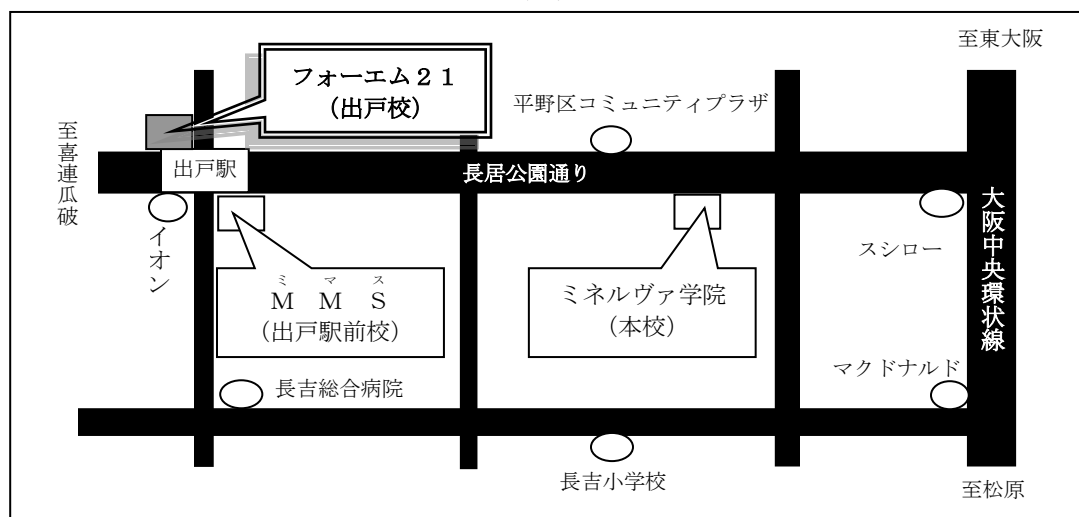 至東大阪
フォーエム２１
（出戸校）
平野区コミュニティプラザ
至喜連瓜破
出戸駅
長居公園通り
大阪中央環状線
イオン
スシロー
ミ マ ス
Ｍ Ｍ Ｓ
（出戸駅前校）
ミネルヴァ学院
（本校）
マクドナルド
長吉総合病院
長吉小学校
至松原